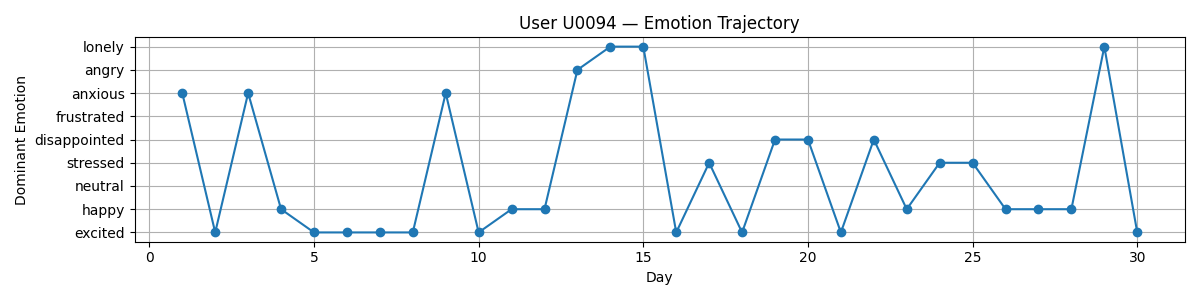 User U0094 — Emotion Trajectory
Dominant Emotion
lonely
angry
anxious
frustrated
disappointed
stressed
neutral
happy
excited
0 5 10 15 20 25 30
Day